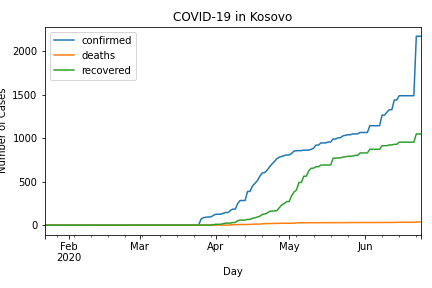 COVID-19 in Kosovo
confirmed
deaths
recovered
Number of Cases
2000
1500
1000
500
0
Feb
2020
Mar
Apr
May
Jun
Day